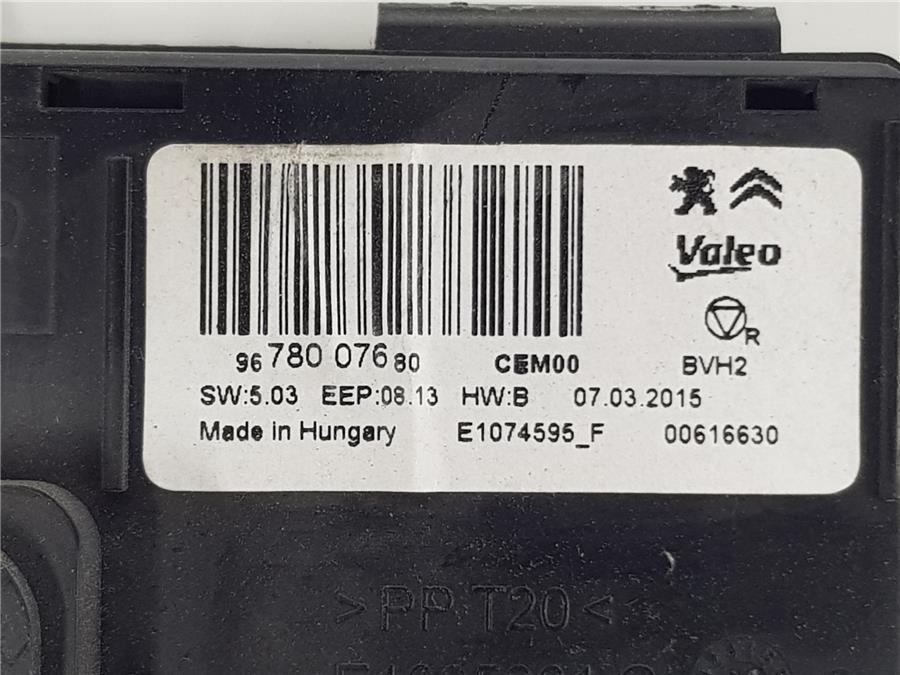 Valeo
R
96 780 076 80 CEM00 BVH2
SW:5.03 EEP:08.13 HW:B 07.03.2015
Made in Hungary E1074595_F 00616630
>PP T20<